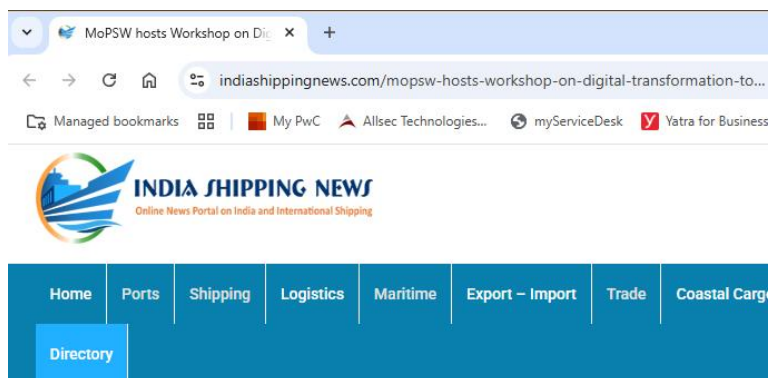 MoPSW hosts Workshop on Dig
indiashippingnews.com/mopsw-hosts-workshop-on-digital-transformation-to...
Managed bookmarks My PwC Allsec Technologies... myServiceDesk Yatra for Business
INDIA SHIPPING NEWS
Online News Portal on India and International Shipping
Home Ports Shipping Logistics Maritime Export – Import Trade Coastal Cargo
Directory